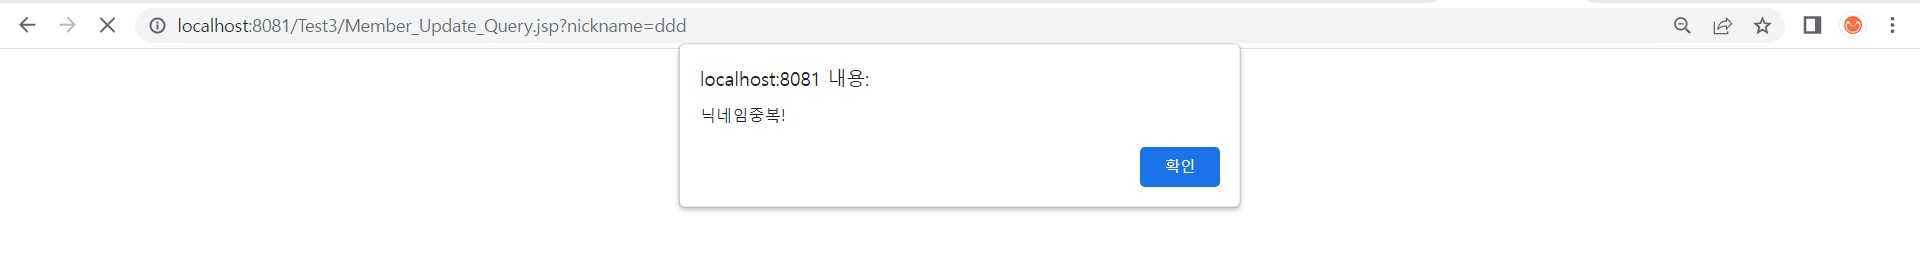 localhost:8081/Test3/Member_Update_Query.jsp?nickname=ddd
localhost:8081 내용:
닉네임중복!
확인